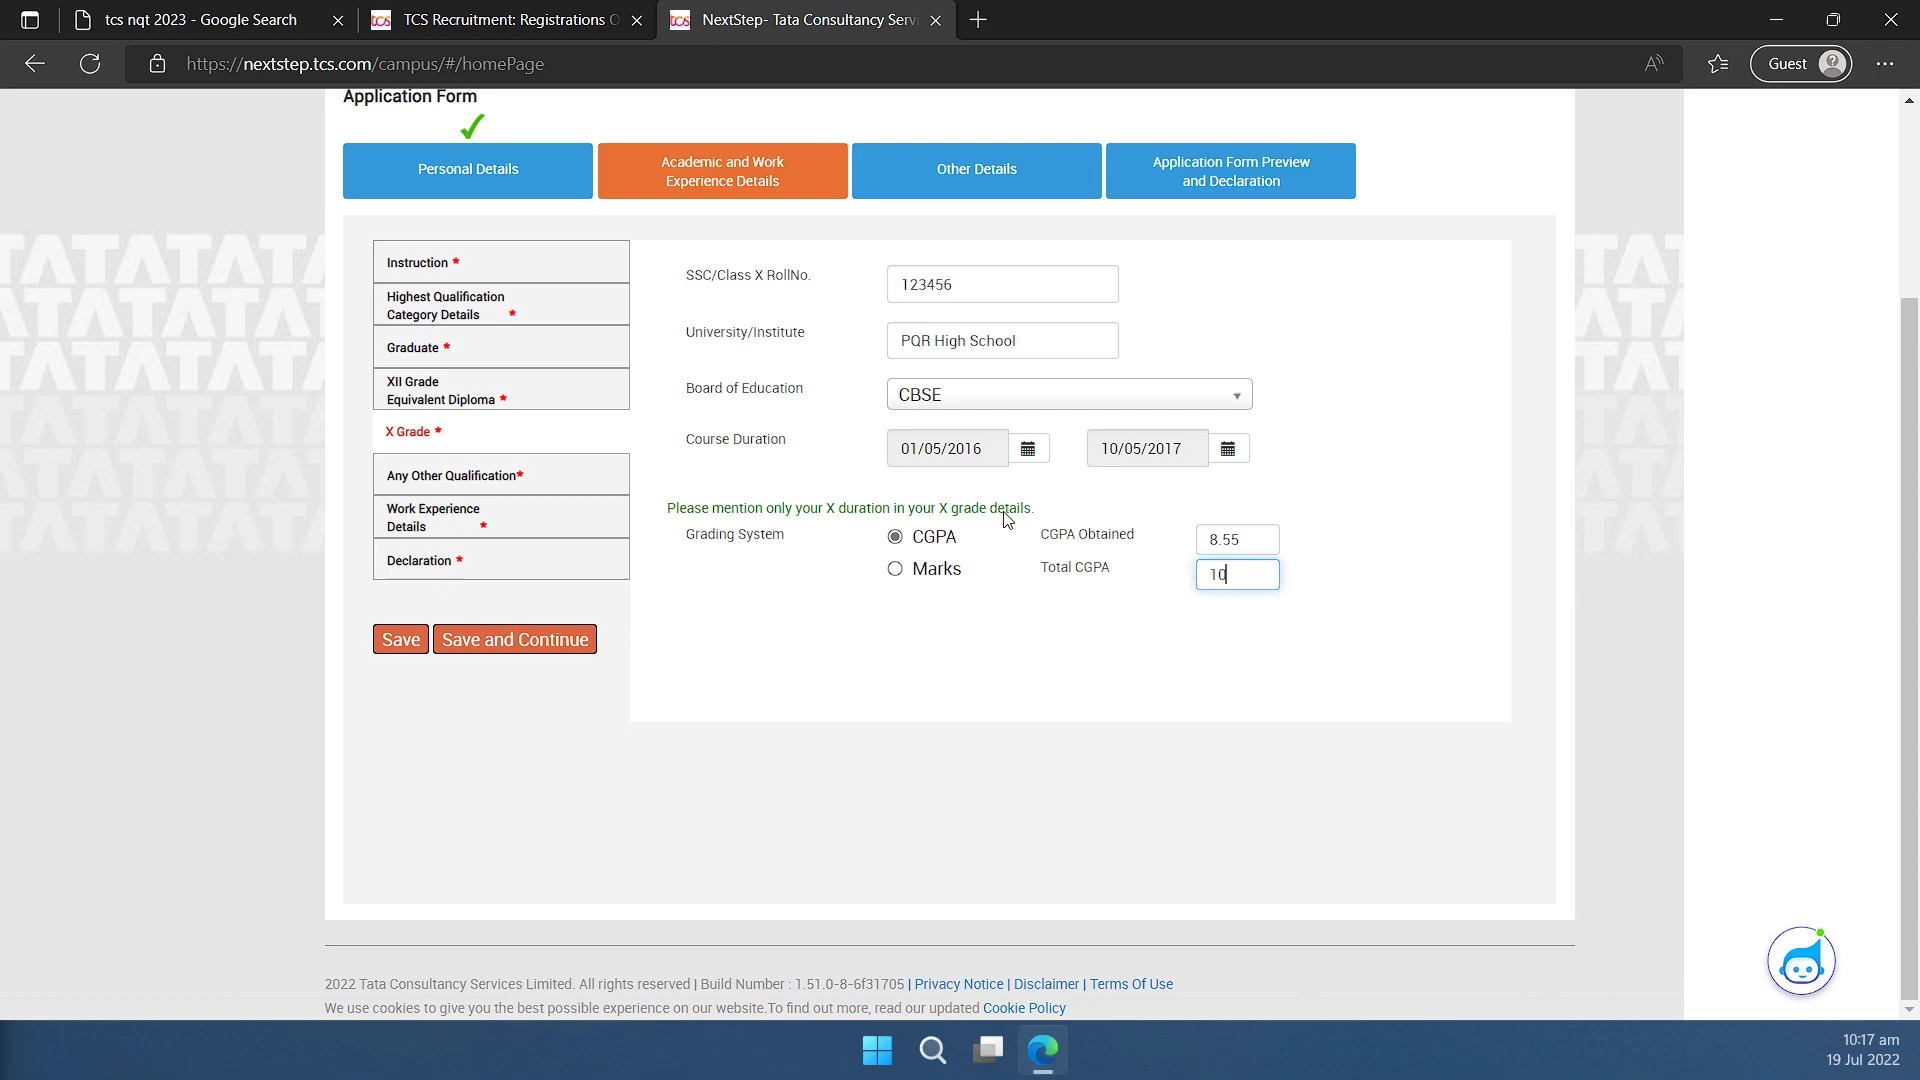 tcs nqt 2023 - Google Search
TCS Recruitment: Registrations O
NextStep- Tata Consultancy Serv
https://nextstep.tcs.com/campus/#/homePage
Guest
Application Form
Personal Details
Academic and Work
Experience Details
Other Details
Application Form Preview
and Declaration
Instruction *
Highest Qualification
Category Details *
Graduate *
XII Grade
Equivalent Diploma *
X Grade *
Any Other Qualification*
Work Experience
Details *
Declaration *
Save
Save and Continue
SSC/Class X RollNo.
123456
University/Institute
PQR High School
Board of Education
CBSE
Course Duration
01/05/2016
10/05/2017
Please mention only your X duration in your X grade details.
Grading System
CGPA
CGPA Obtained
8.55
Marks
Total CGPA
10
2022 Tata Consultancy Services Limited. All rights reserved | Build Number : 1.51.0-8-6f31705 | Privacy Notice | Disclaimer | Terms Of Use
We use cookies to give you the best possible experience on our website.To find out more, read our updated Cookie Policy
10:17 am
19 Jul 2022